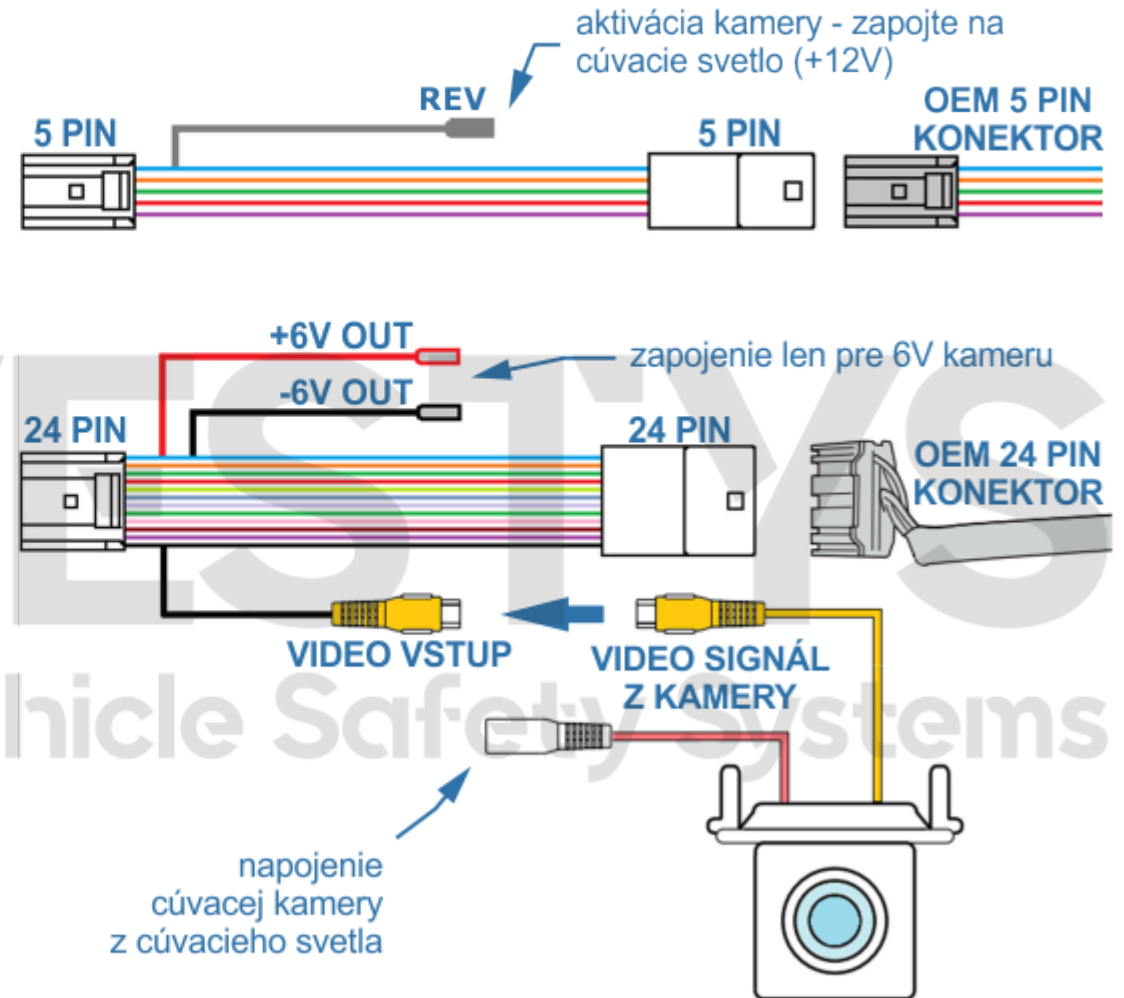 aktivácia kamery - zapojte na
cúvacie svetlo (+12V)
REV
5 PIN
5 PIN
OEM 5 PIN
KONEKTOR
+6V OUT
zapojenie len pre 6V kameru
-6V OUT
24 PIN
24 PIN
OEM 24 PIN
KONEKTOR
ESTYS
VIDEO VSTUP
VIDEO SIGNÁL
Z KAMERY
hicle Safety Systems
napojenie
cúvacej kamery
z cúvacieho svetla